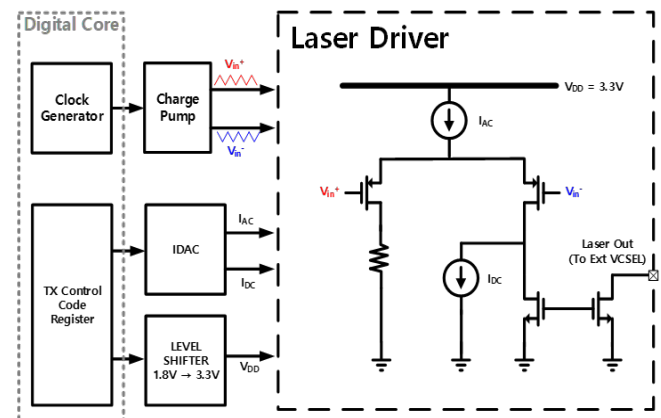 Digital Core
Laser Driver
Clock
Generator
Charge
Pump
Vin+
Vin-
VDD = 3.3V
IAC
Vin+
Vin-
TX Control
Code
Register
IDAC
IAC
IDC
IDC
Laser Out
(To Ext VCSEL)
LEVEL
SHIFTER
1.8V → 3.3V
VDD